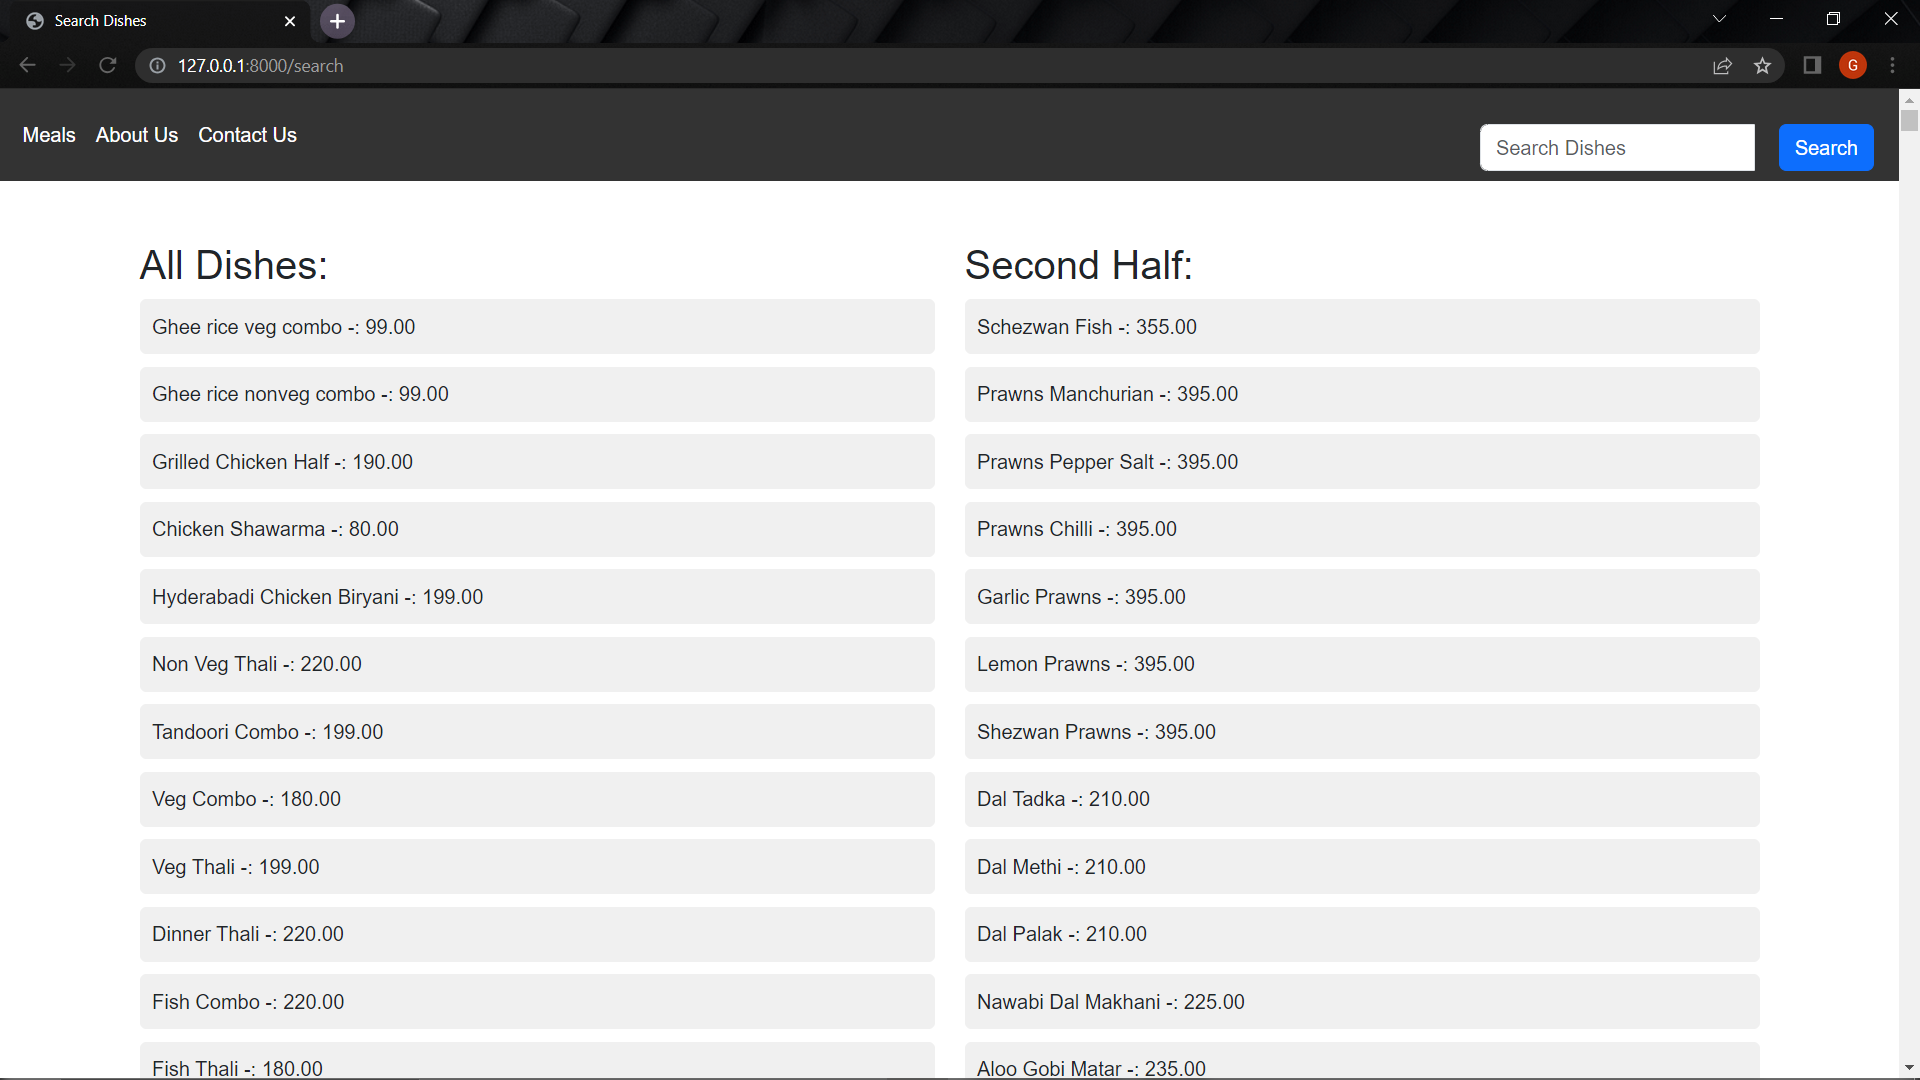 Search Dishes
127.0.0.1:8000/search
G
Meals About Us Contact Us
Search Dishes
Search
All Dishes:
Ghee rice veg combo -: 99.00
Ghee rice nonveg combo -: 99.00
Grilled Chicken Half -: 190.00
Chicken Shawarma -: 80.00
Hyderabadi Chicken Biryani -: 199.00
Non Veg Thali -: 220.00
Tandoori Combo -: 199.00
Veg Combo -: 180.00
Veg Thali -: 199.00
Dinner Thali -: 220.00
Fish Combo -: 220.00
Fish Thali -: 180.00
Second Half:
Schezwan Fish -: 355.00
Prawns Manchurian -: 395.00
Prawns Pepper Salt -: 395.00
Prawns Chilli -: 395.00
Garlic Prawns -: 395.00
Lemon Prawns -: 395.00
Shezwan Prawns -: 395.00
Dal Tadka -: 210.00
Dal Methi -: 210.00
Dal Palak -: 210.00
Nawabi Dal Makhani -: 225.00
Aloo Gobi Matar -: 235.00